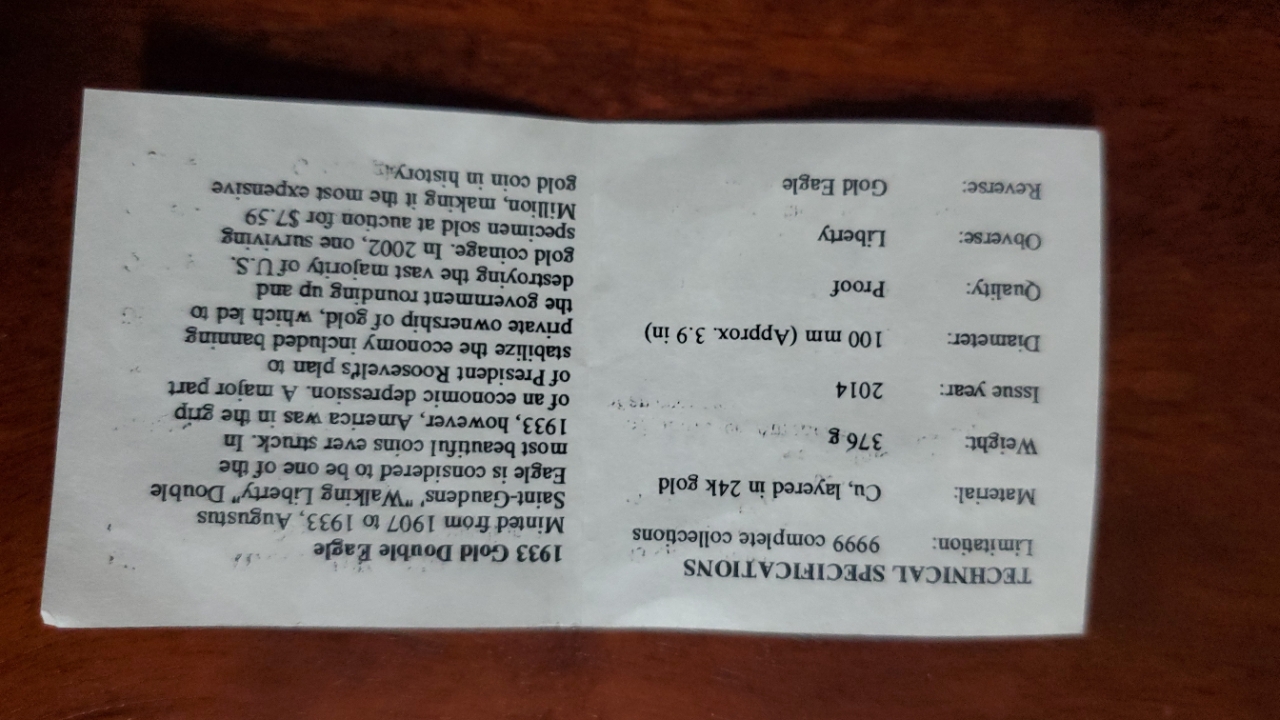 TECHNICAL SPECIFICATIONS
Limitation: 9999 complete collections
Material: Cu, layered in 24k gold
Weight: 376 g
Issue year: 2014
Diameter: 100 mm (Approx. 3.9 in)
Quality: Proof
Obverse: Liberty
Reverse: Gold Eagle
1933 Gold Double Eagle
Minted from 1907 to 1933, Augustus
Saint-Gaudens' "Walking Liberty" Double
Eagle is considered to be one of the
most beautiful coins ever struck. In
1933, however, America was in the grip
of an economic depression. A major part
of President Roosevelt's plan to
stabilize the economy included banning
private ownership of gold, which led to
the government rounding up and
destroying the vast majority of U.S.
gold coinage. In 2002, one surviving
specimen sold at auction for $7.59
Million, making it the most expensive
gold coin in history.